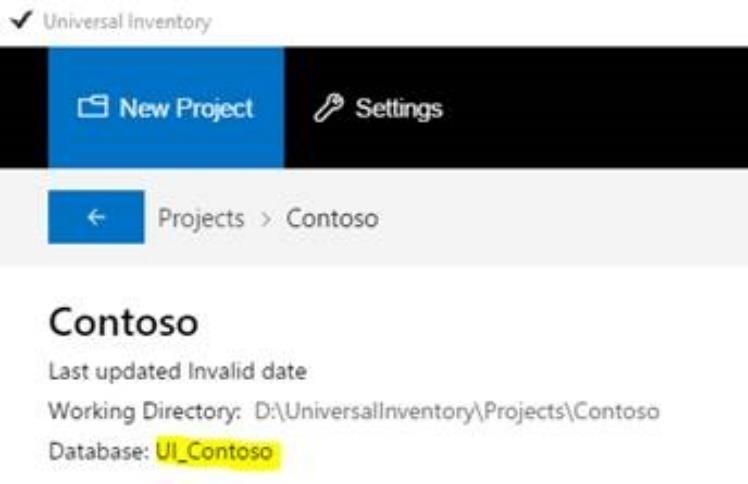 Universal Inventory
New Project Settings
Projects > Contoso
Contoso
Last updated Invalid date
Working Directory: D:\UniversalInventory\Projects\Contoso
Database: UI_Contoso